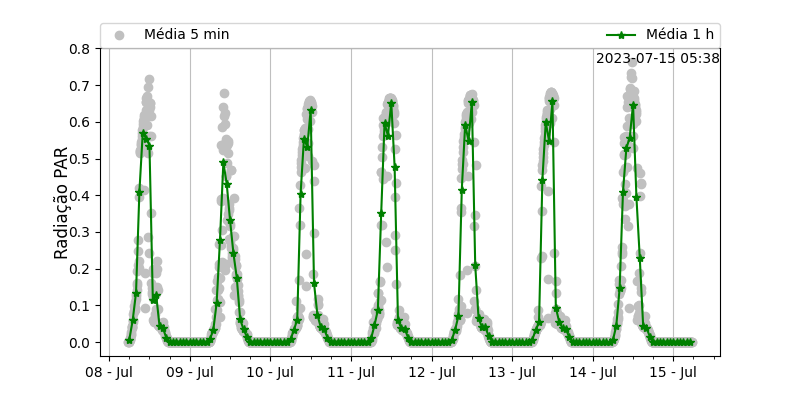 Média 5 min
Média 1 h
2023-07-15 05:38
Radiação PAR
0.8
0.7
0.6
0.5
0.4
0.3
0.2
0.1
0.0
08 - Jul
09 - Jul
10 - Jul
11 - Jul
12 - Jul
13 - Jul
14 - Jul
15 - Jul